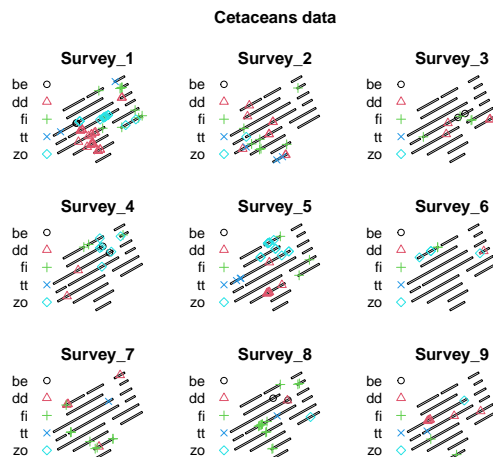 Cetaceans data
Survey_1
be
dd
fi
tt
zo
Survey_2
be
dd
fi
tt
zo
Survey_3
be
dd
fi
tt
zo
Survey_4
be
dd
fi
tt
zo
Survey_5
be
dd
fi
tt
zo
Survey_6
be
dd
fi
tt
zo
Survey_7
be
dd
fi
tt
zo
Survey_8
be
dd
fi
tt
zo
Survey_9
be
dd
fi
tt
zo